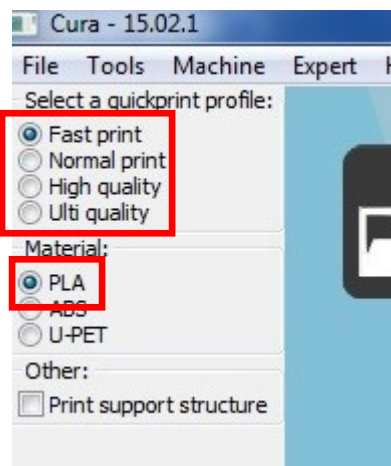 Cura - 15.02.1
File Tools Machine Expert
Select a quickprint profile:
Fast print
Normal print
High quality
Ulti quality
Material:
PLA
ABS
U-PET
Other:
Print support structure